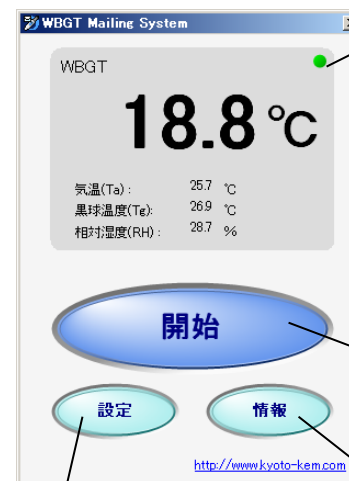 WBGT Mailing System
WBGT
18.8 ℃
気温(Ta) : 25.7 ℃
黒球温度(Tg): 26.9 ℃
相対湿度(RH) : 28.7 %
開始
設定
情報
http://www.kyoto-kem.com